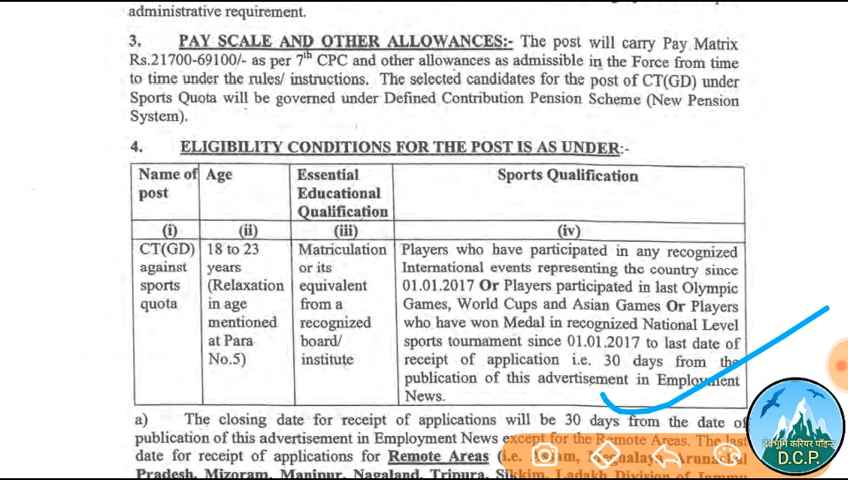 administrative requirement.
3. PAY SCALE AND OTHER ALLOWANCES:- The post will carry Pay Matrix
Rs.21700-69100/- as per 7th CPC and other allowances as admissible in the Force from time
to time under the rules/ instructions. The selected candidates for the post of CT(GD) under
Sports Quota will be governed under Defined Contribution Pension Scheme (New Pension
System).
4. ELIGIBILITY CONDITIONS FOR THE POST IS AS UNDER:-
Name of post
Age
Essential Educational Qualification
Sports Qualification
(i) (ii) (iii) (iv)
CT(GD)
against
sports
quota
18 to 23
years
(Relaxation
in age
mentioned
at Para
No.5)
Matriculation
or its
equivalent
from a
recognized
board/
institute
Players who have participated in any recognized
International events representing the country since
01.01.2017 Or Players participated in last Olympic
Games, World Cups and Asian Games Or Players
who have won Medal in recognized National Level
sports tournament since 01.01.2017 to last date of
receipt of application i.e. 30 days from the
publication of this advertisement in Employment
News.
a) The closing date for receipt of applications will be 30 days from the date of
publication of this advertisement in Employment News except for the Remote Areas. The last
date for receipt of applications for Remote Areas (i.e. Assam, Meghalaya, Arunachal
Pradesh, Mizoram, Manipur, Nagaland, Tripura, Sikkim, Ladakh Division of Jammu
देवभूमि करियर पॉइन्ट
D.C.P.